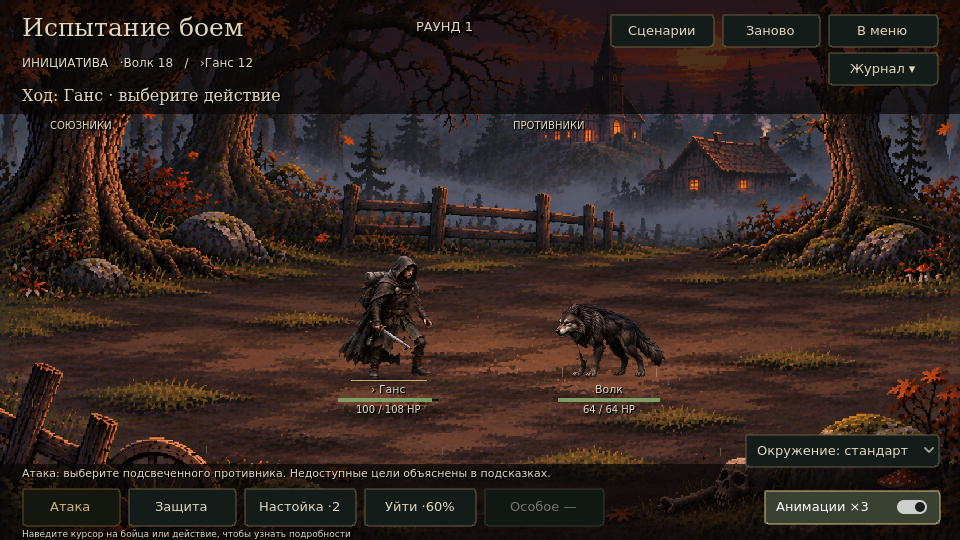 Испытание боем
РАУНД 1
Сценарии
Заново
В меню
ИНИЦИАТИВА ·Волк 18 / ›Ганс 12
Журнал ▾
Ход: Ганс · выберите действие
СОЮЗНИКИ
ПРОТИВНИКИ
› Ганс
100 / 108 HP
Волк
64 / 64 HP
Окружение: стандарт
Атака: выберите подсвеченного противника. Недоступные цели объяснены в подсказках.
Атака
Защита
Настойка ·2
Уйти ·60%
Особое —
Анимации ×3
Наведите курсор на бойца или действие, чтобы узнать подробности